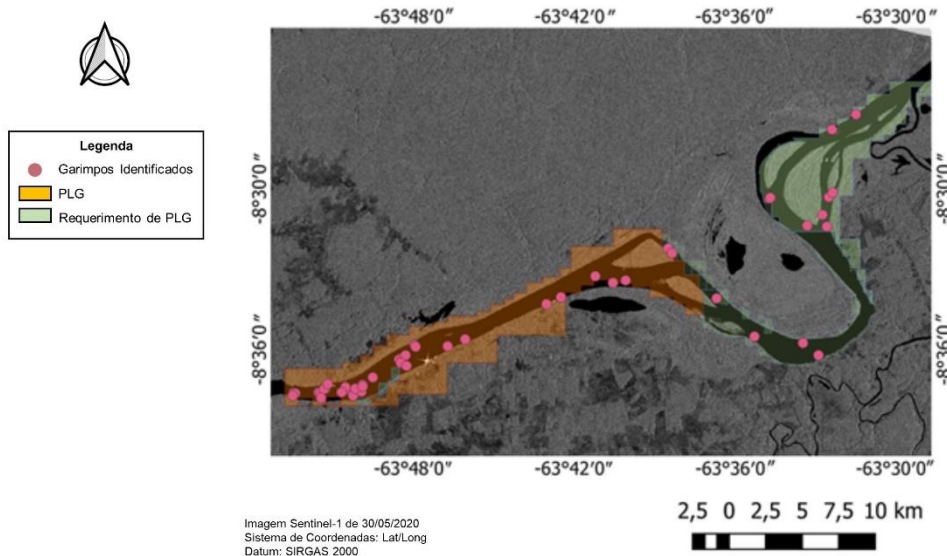 -63°48'0" -63°42'0" -63°36'0" -63°30'0"
Legenda
Garimpos Identificados
PLG
Requerimento de PLG
-8°30'0" -8°30'0"
-8°36'0" -8°36'0"
-63°48'0" -63°42'0" -63°36'0" -63°30'0"
2,5 0 2,5 5 7,5 10 km
Imagem Sentinel-1 de 30/05/2020
Sistema de Coordenadas: Lat/Long
Datum: SIRGAS 2000